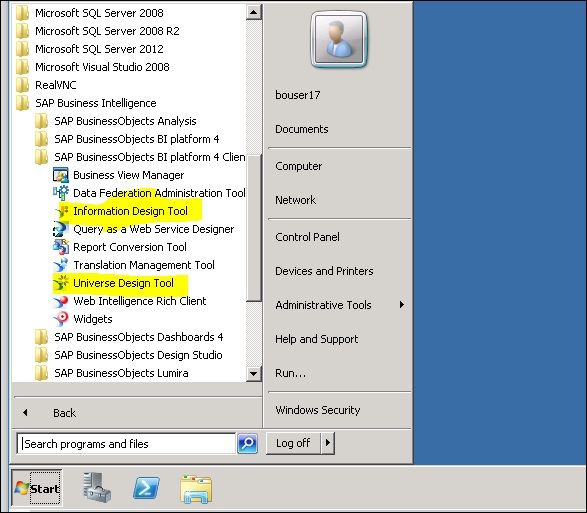 Microsoft SQL Server 2008
Microsoft SQL Server 2008 R2
Microsoft SQL Server 2012
Microsoft Visual Studio 2008
RealVNC
SAP Business Intelligence
SAP BusinessObjects Analysis
SAP BusinessObjects BI platform 4
SAP BusinessObjects BI platform 4 Clien
Business View Manager
Data Federation Administration Tool
Information Design Tool
Query as a Web Service Designer
Report Conversion Tool
Translation Management Tool
Universe Design Tool
Web Intelligence Rich Client
Widgets
SAP BusinessObjects Dashboards 4
SAP BusinessObjects Design Studio
SAP BusinessObjects Lumira
Back
Search programs and files
bouser17
Documents
Computer
Network
Control Panel
Devices and Printers
Administrative Tools
Help and Support
Run...
Windows Security
Log off
Start